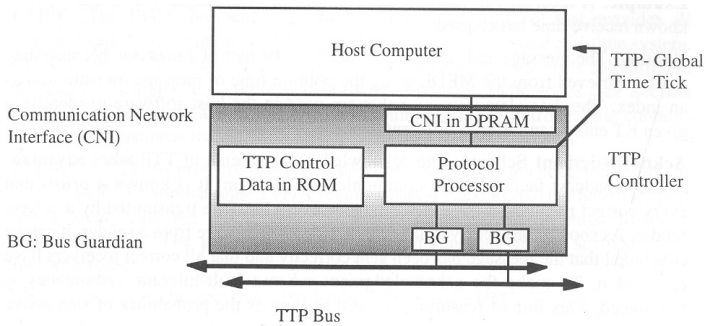 Host Computer
TTP- Global
Time Tick
Communication Network
Interface (CNI)
CNI in DPRAM
TTP Control
Data in ROM
Protocol
Processor
TTP
Controller
BG: Bus Guardian
BG
BG
TTP Bus